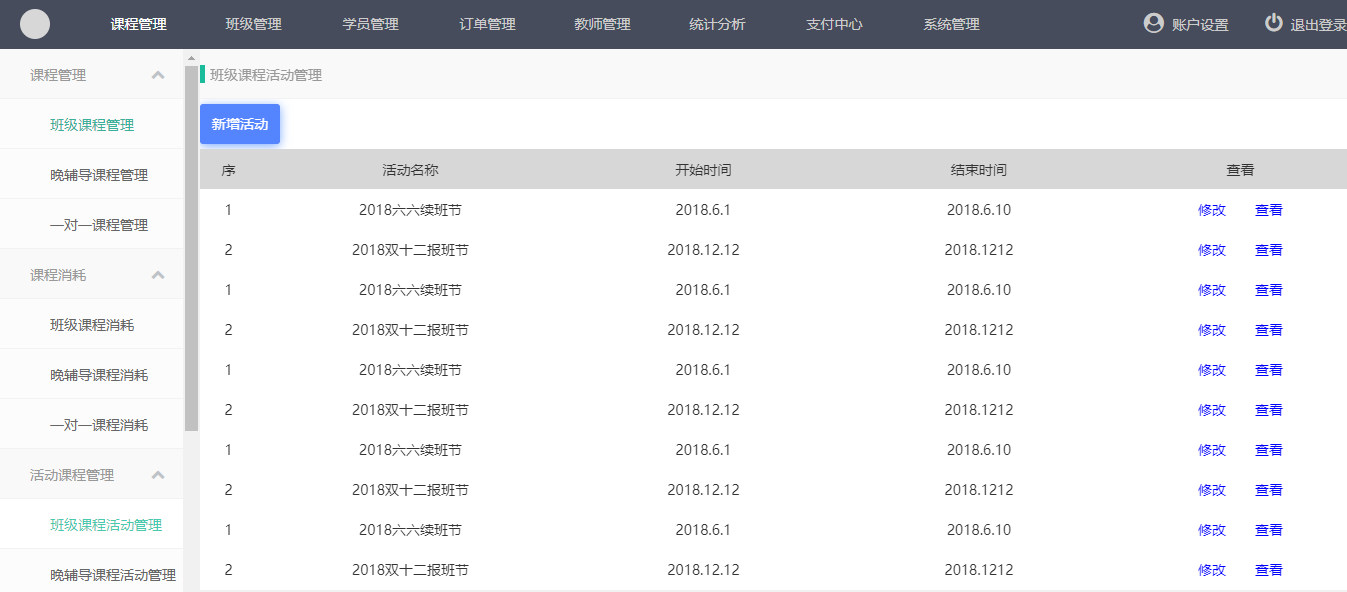 课程管理 班级管理 学员管理 订单管理 教师管理 统计分析 支付中心 系统管理 账户设置 退出登录
课程管理
班级课程管理
晚辅导课程管理
一对一课程管理
课程消耗
班级课程消耗
晚辅导课程消耗
一对一课程消耗
活动课程管理
班级课程活动管理
晚辅导课程活动管理
班级课程活动管理
新增活动
序 活动名称 开始时间 结束时间 查看
1 2018六六续班节 2018.6.1 2018.6.10 修改 查看
2 2018双十二报班节 2018.12.12 2018.1212 修改 查看
1 2018六六续班节 2018.6.1 2018.6.10 修改 查看
2 2018双十二报班节 2018.12.12 2018.1212 修改 查看
1 2018六六续班节 2018.6.1 2018.6.10 修改 查看
2 2018双十二报班节 2018.12.12 2018.1212 修改 查看
1 2018六六续班节 2018.6.1 2018.6.10 修改 查看
2 2018双十二报班节 2018.12.12 2018.1212 修改 查看
1 2018六六续班节 2018.6.1 2018.6.10 修改 查看
2 2018双十二报班节 2018.12.12 2018.1212 修改 查看